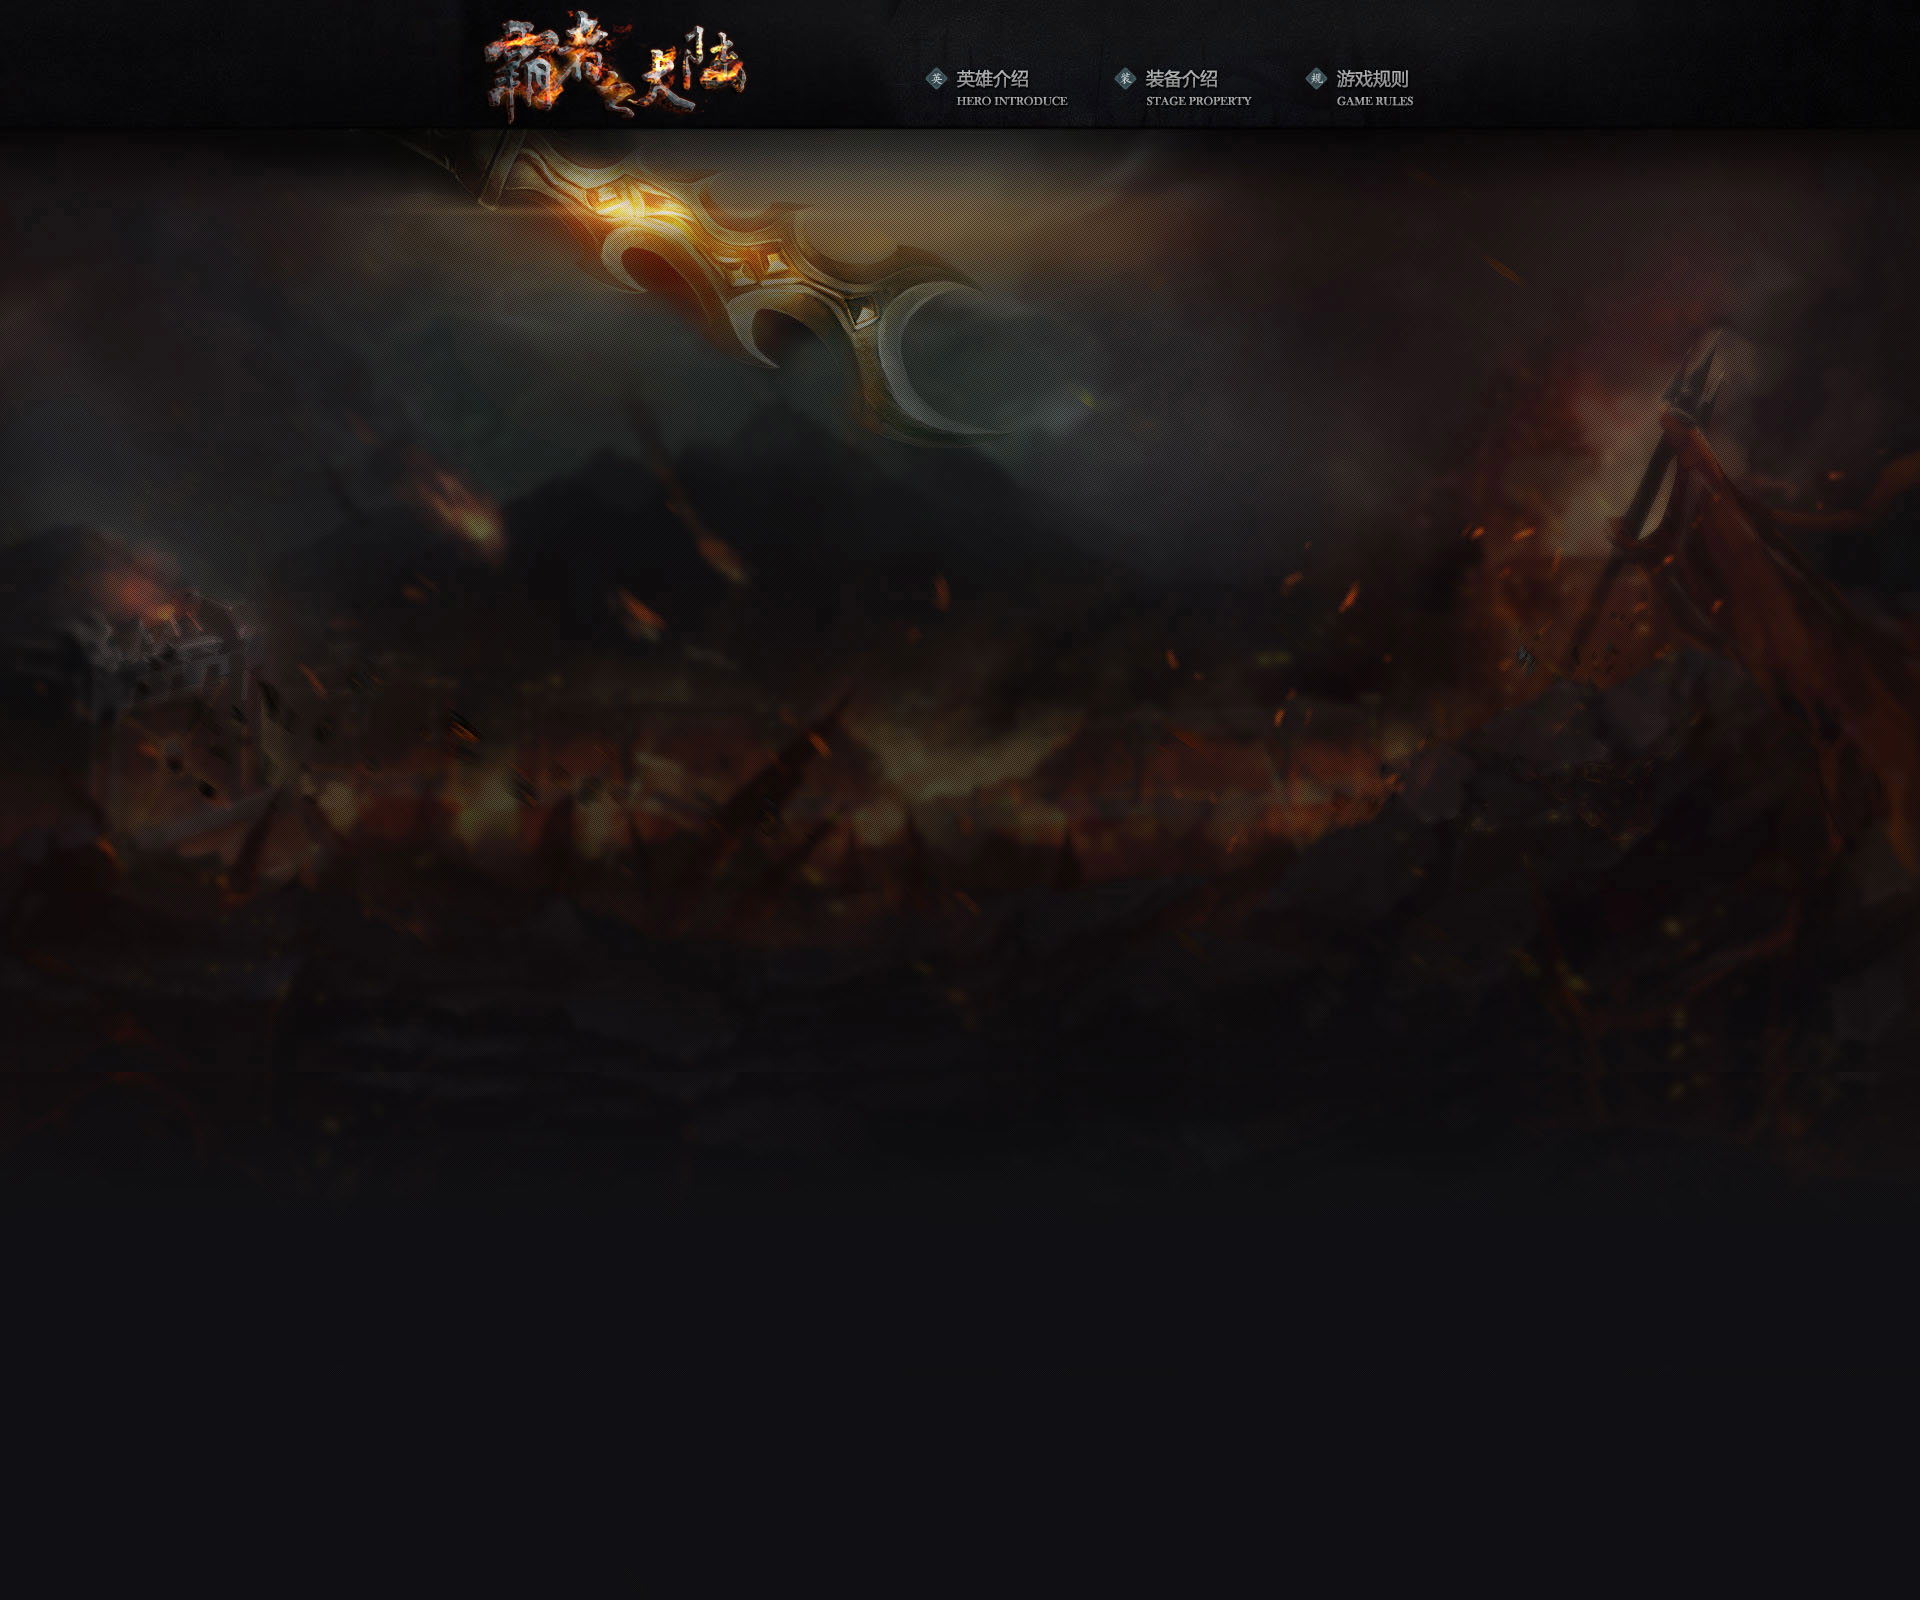 霸者之大陆
英 英雄介绍
HERO INTRODUCE
装 装备介绍
STAGE PROPERTY
规 游戏规则
GAME RULES